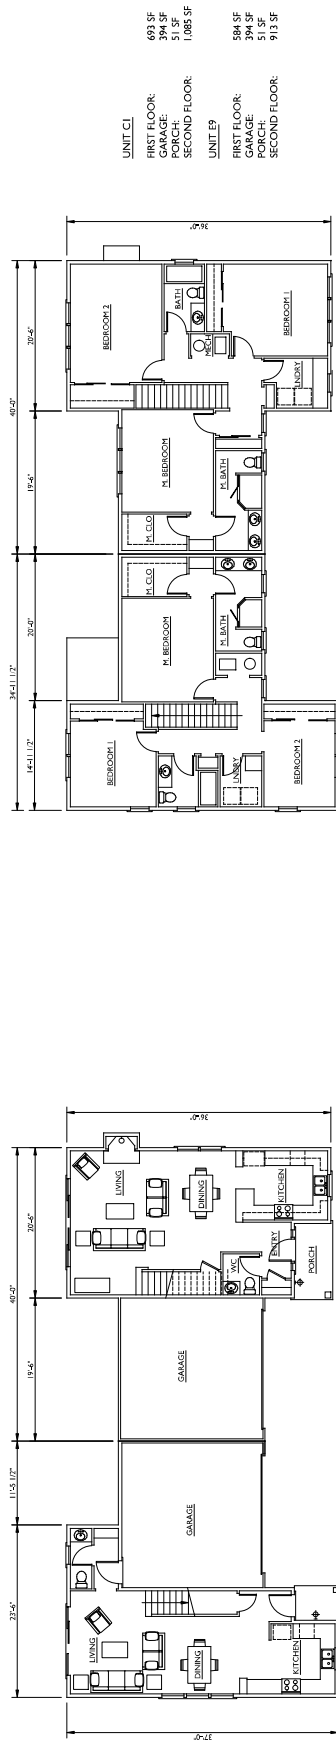 UNIT C1
FIRST FLOOR: 693 SF
GARAGE: 394 SF
PORCH: 51 SF
SECOND FLOOR: 1,085 SF
UNIT E9
FIRST FLOOR: 584 SF
GARAGE: 394 SF
PORCH: 51 SF
SECOND FLOOR: 913 SF
34'-11 1/2"
40'-0"
14'-11 1/2"
20'-0"
19'-6"
20'-6"
36'-0"
BEDROOM 1
M. BEDROOM
M. CLO
M. CLO
M. BEDROOM
BEDROOM 2
M. BATH
M. BATH
BATH
MECH
LNDRY
BEDROOM 2
LNDRY
BEDROOM 1
40'-0"
23'-6"
11'-5 1/2"
19'-6"
20'-6"
37'-0"
36'-0"
LIVING
DINING
KITCHEN
GARAGE
GARAGE
LIVING
DINING
WC
ENTRY
KITCHEN
PORCH